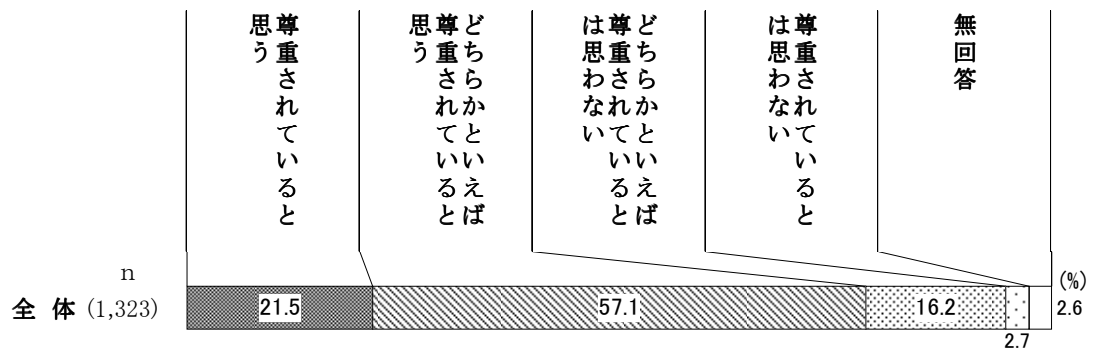 尊重されていると
思う
どちらかといえば
尊重されていると
思う
どちらかといえば
尊重されていると
は思わない
尊重されていると
は思わない
無回答
n
(%)
全 体 (1,323)
21.5
57.1
16.2
2.6
2.7